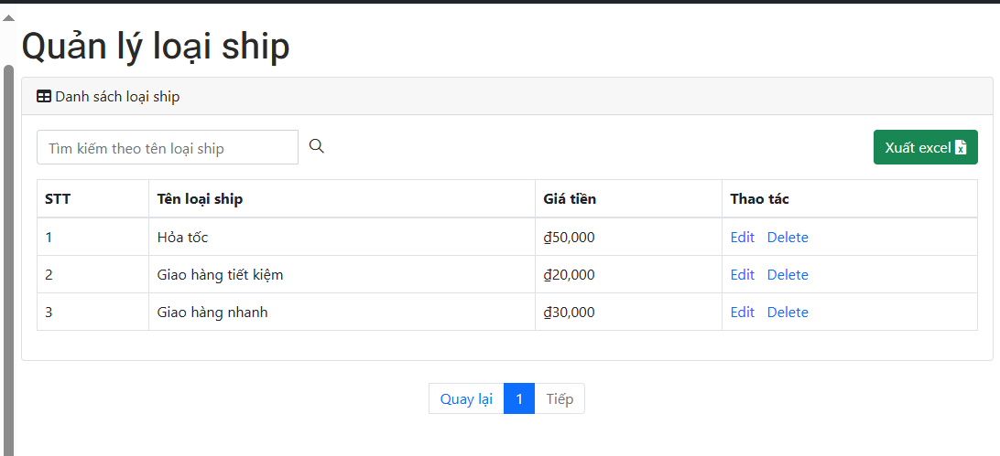 Quản lý loại ship
Danh sách loại ship
Tìm kiếm theo tên loại ship Xuất excel
STT Tên loại ship Giá tiền Thao tác
1 Hỏa tốc ₫50,000 Edit Delete
2 Giao hàng tiết kiệm ₫20,000 Edit Delete
3 Giao hàng nhanh ₫30,000 Edit Delete
Quay lại 1 Tiếp